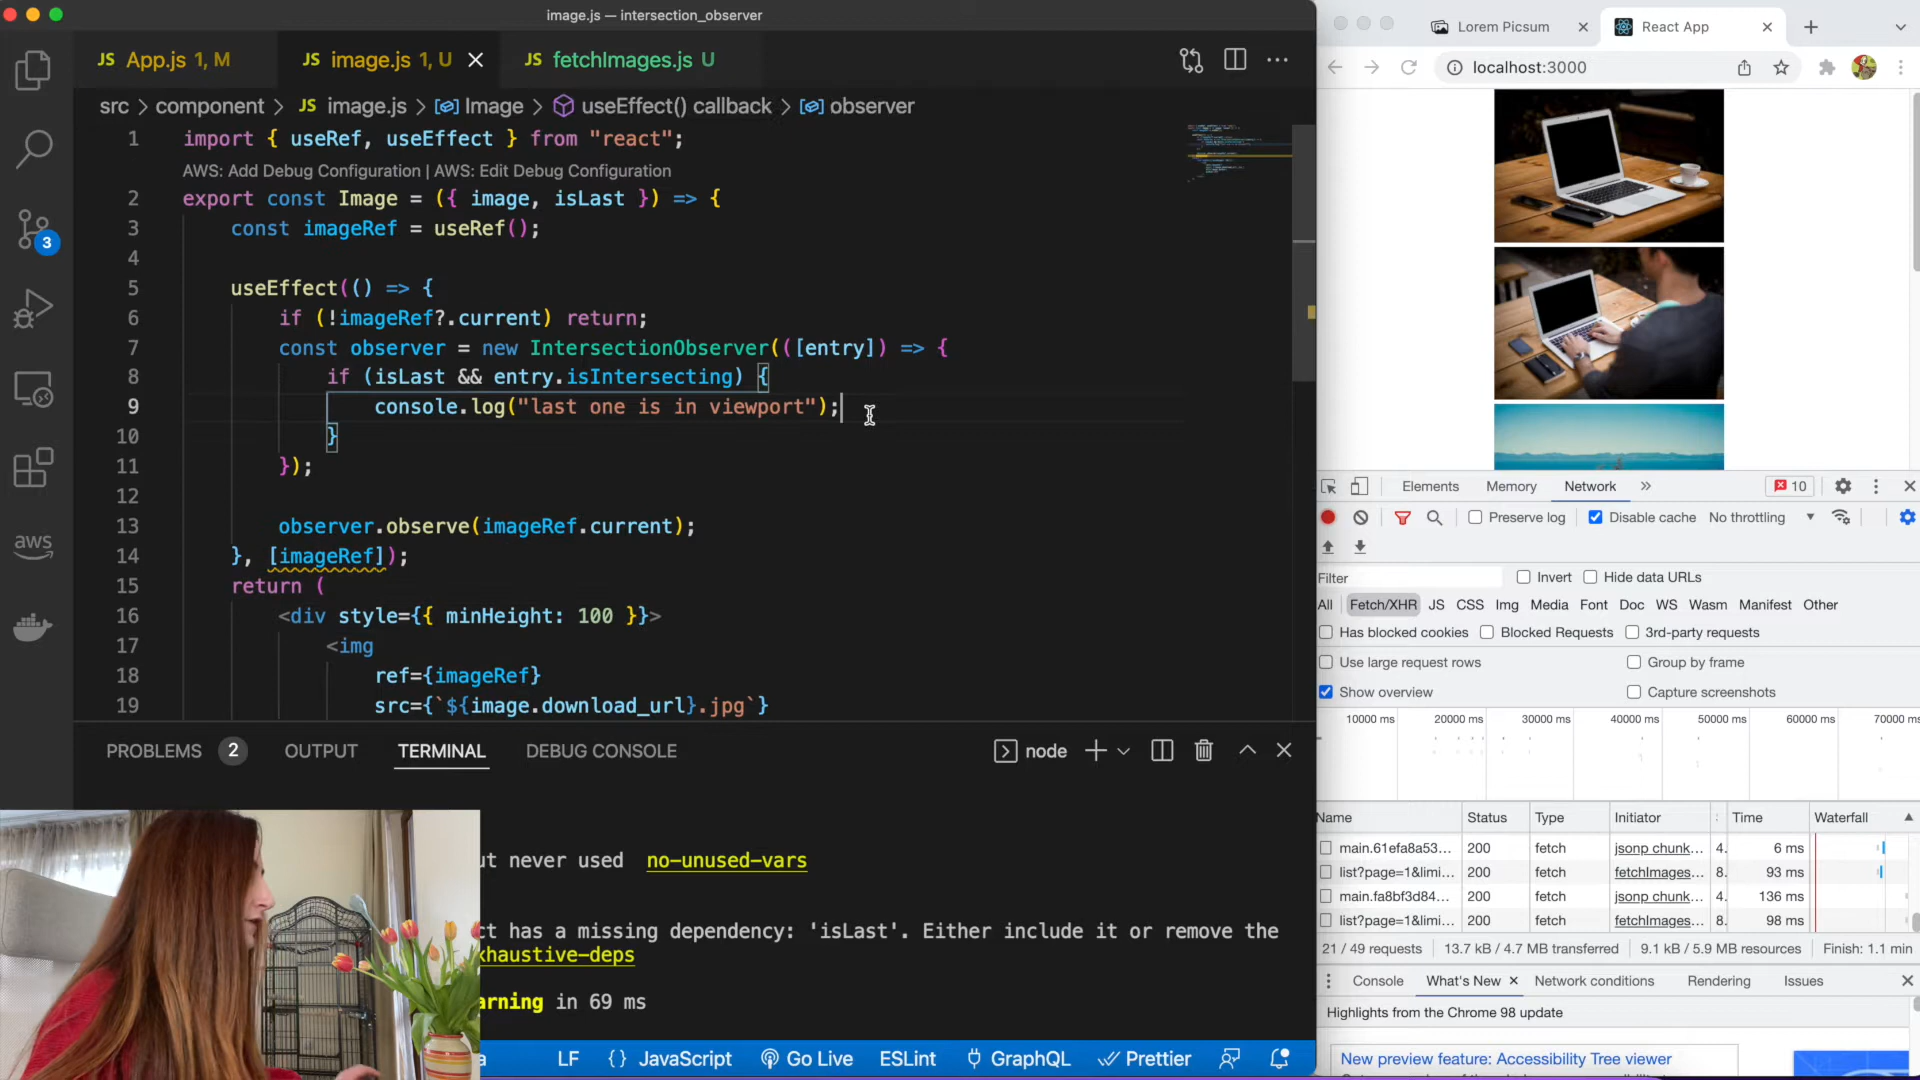 image.js — intersection_observer
JS App.js 1, M
JS image.js 1, U
JS fetchImages.js U
src > component > JS image.js > Image > useEffect() callback > observer
1 import { useRef, useEffect } from "react";
AWS: Add Debug Configuration | AWS: Edit Debug Configuration
2 export const Image = ({ image, isLast }) => {
3 const imageRef = useRef();
4
5 useEffect(() => {
6 if (!imageRef?.current) return;
7 const observer = new IntersectionObserver(([entry]) => {
8 if (isLast && entry.isIntersecting) {
9 console.log("last one is in viewport");
10 }
11 });
12
13 observer.observe(imageRef.current);
14 }, [imageRef]);
15 return (
16 <div style={{ minHeight: 100 }}>
17 <img
18 ref={imageRef}
19 src={`${image.download_url}.jpg`}
3
aws
PROBLEMS 2 OUTPUT TERMINAL DEBUG CONSOLE
node
ut never used no-unused-vars
ct has a missing dependency: 'isLast'. Either include it or remove the
xhaustive-deps
arning in 69 ms
LF {} JavaScript Go Live ESLint GraphQL Prettier
Lorem Picsum
React App
localhost:3000
Elements Memory Network » 10
Preserve log Disable cache No throttling
Filter Invert Hide data URLs
All Fetch/XHR JS CSS Img Media Font Doc WS Wasm Manifest Other
Has blocked cookies Blocked Requests 3rd-party requests
Use large request rows Group by frame
Show overview Capture screenshots
10000 ms 20000 ms 30000 ms 40000 ms 50000 ms 60000 ms 70000 ms
Name Status Type Initiator Time Waterfall
main.61efa8a53... 200 fetch jsonp chunk... 4. 6 ms
list?page=1&limi... 200 fetch fetchImages... 8. 93 ms
main.fa8bf3d84... 200 fetch jsonp chunk... 4. 136 ms
list?page=1&limi... 200 fetch fetchImages... 8. 98 ms
21 / 49 requests 13.7 kB / 4.7 MB transferred 9.1 kB / 5.9 MB resources Finish: 1.1 min
Console What's New Network conditions Rendering Issues
Highlights from the Chrome 98 update
New preview feature: Accessibility Tree viewer